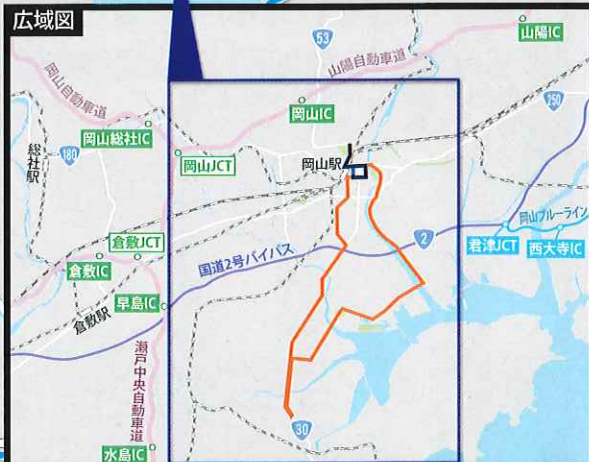 広域図
山陽IC
53
山陽自動車道
岡山自動車道
250
岡山IC
岡山総社IC
180
総社駅
岡山駅
岡山JCT
岡山ブルーライン
2
君津JCT
西大寺IC
倉敷JCT
国道2号バイパス
倉敷IC
早島IC
倉敷駅
瀬戸中央自動車道
30
水島IC